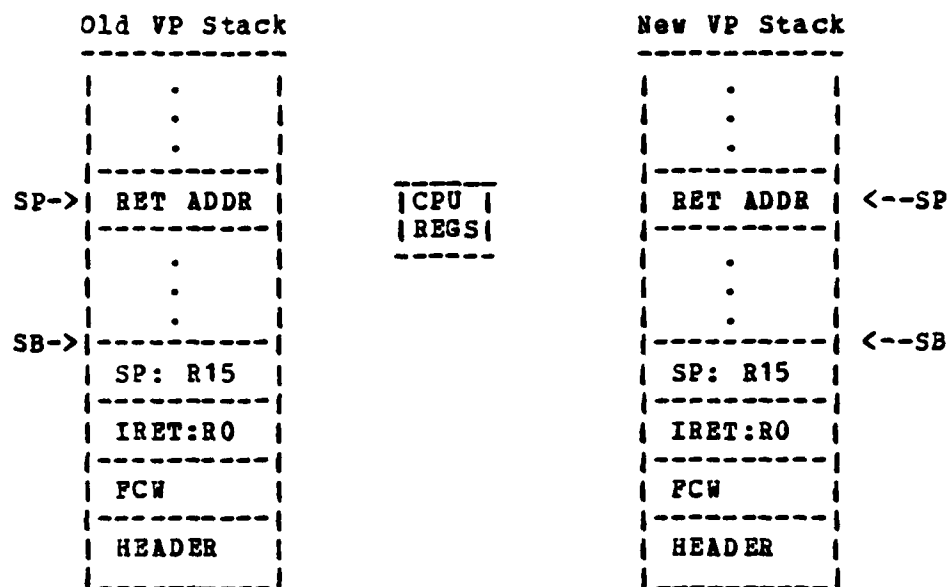 Old VP Stack New VP Stack
SP-> RET ADDR CPU RET ADDR <--SP
REGS
SB-> <--SB
SP: R15 SP: R15
IRET:R0 IRET:R0
FCW FCW
HEADER HEADER